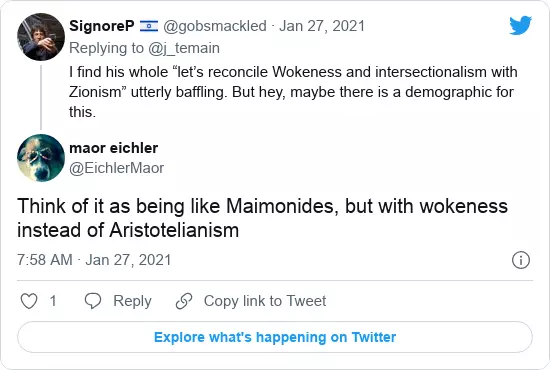 SignoreP 🇮🇱 @gobsmackled · Jan 27, 2021
Replying to @j_temain
I find his whole “let’s reconcile Wokeness and intersectionalism with
Zionism” utterly baffling. But hey, maybe there is a demographic for
this.
maor eichler
@EichlerMaor
Think of it as being like Maimonides, but with wokeness
instead of Aristotelianism
7:58 AM · Jan 27, 2021
1 Reply Copy link to Tweet
Explore what's happening on Twitter